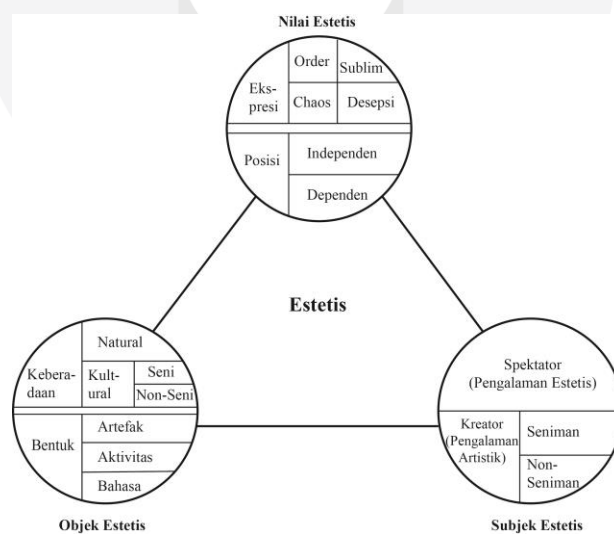 Nilai Estetis
Order
Sublim
Eks-
presi
Chaos
Desepsi
Posisi
Independen
Dependen
Estetis
Natural
Kebera-
daan
Kult-
ural
Seni
Non-Seni
Bentuk
Artefak
Aktivitas
Bahasa
Objek Estetis
Spektator
(Pengalaman Estetis)
Kreator
(Pengalaman
Artistik)
Seniman
Non-
Seniman
Subjek Estetis